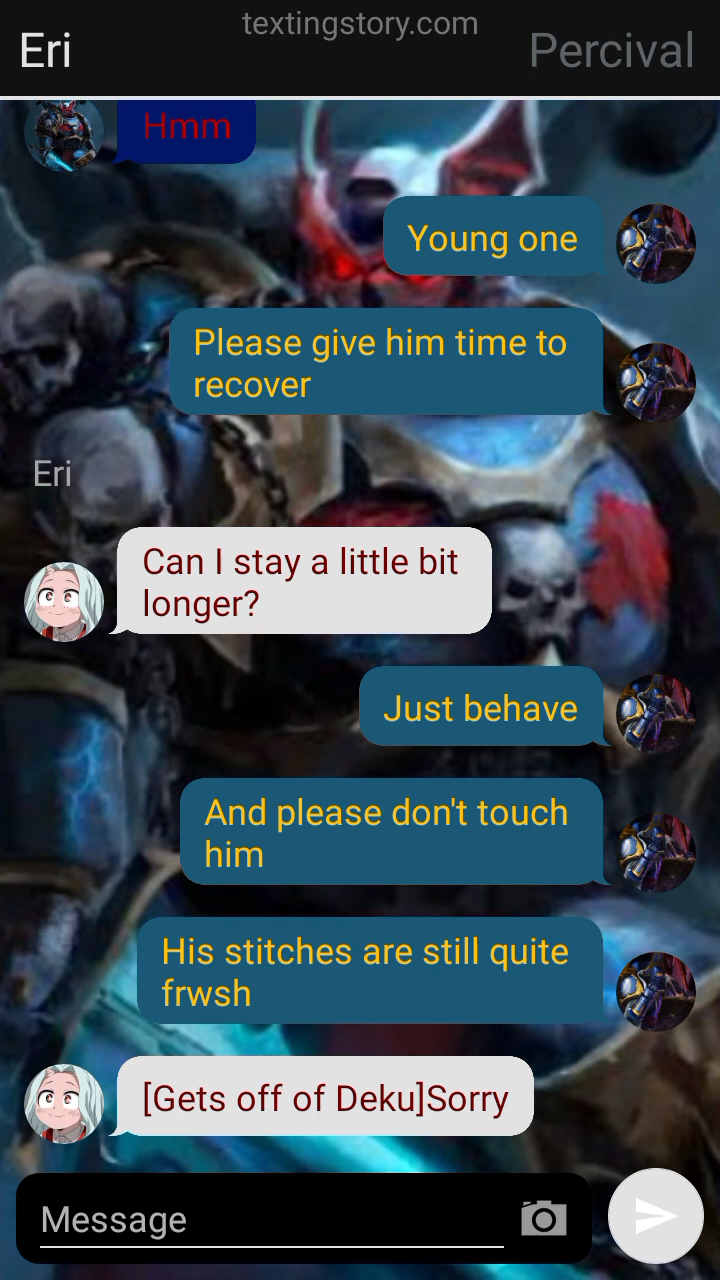 textingstory.com
Eri
Percival
Hmm
Young one
Please give him time to
recover
Eri
Can I stay a little bit
longer?
Just behave
And please don't touch
him
His stitches are still quite
frwsh
[Gets off of Deku]Sorry
Message